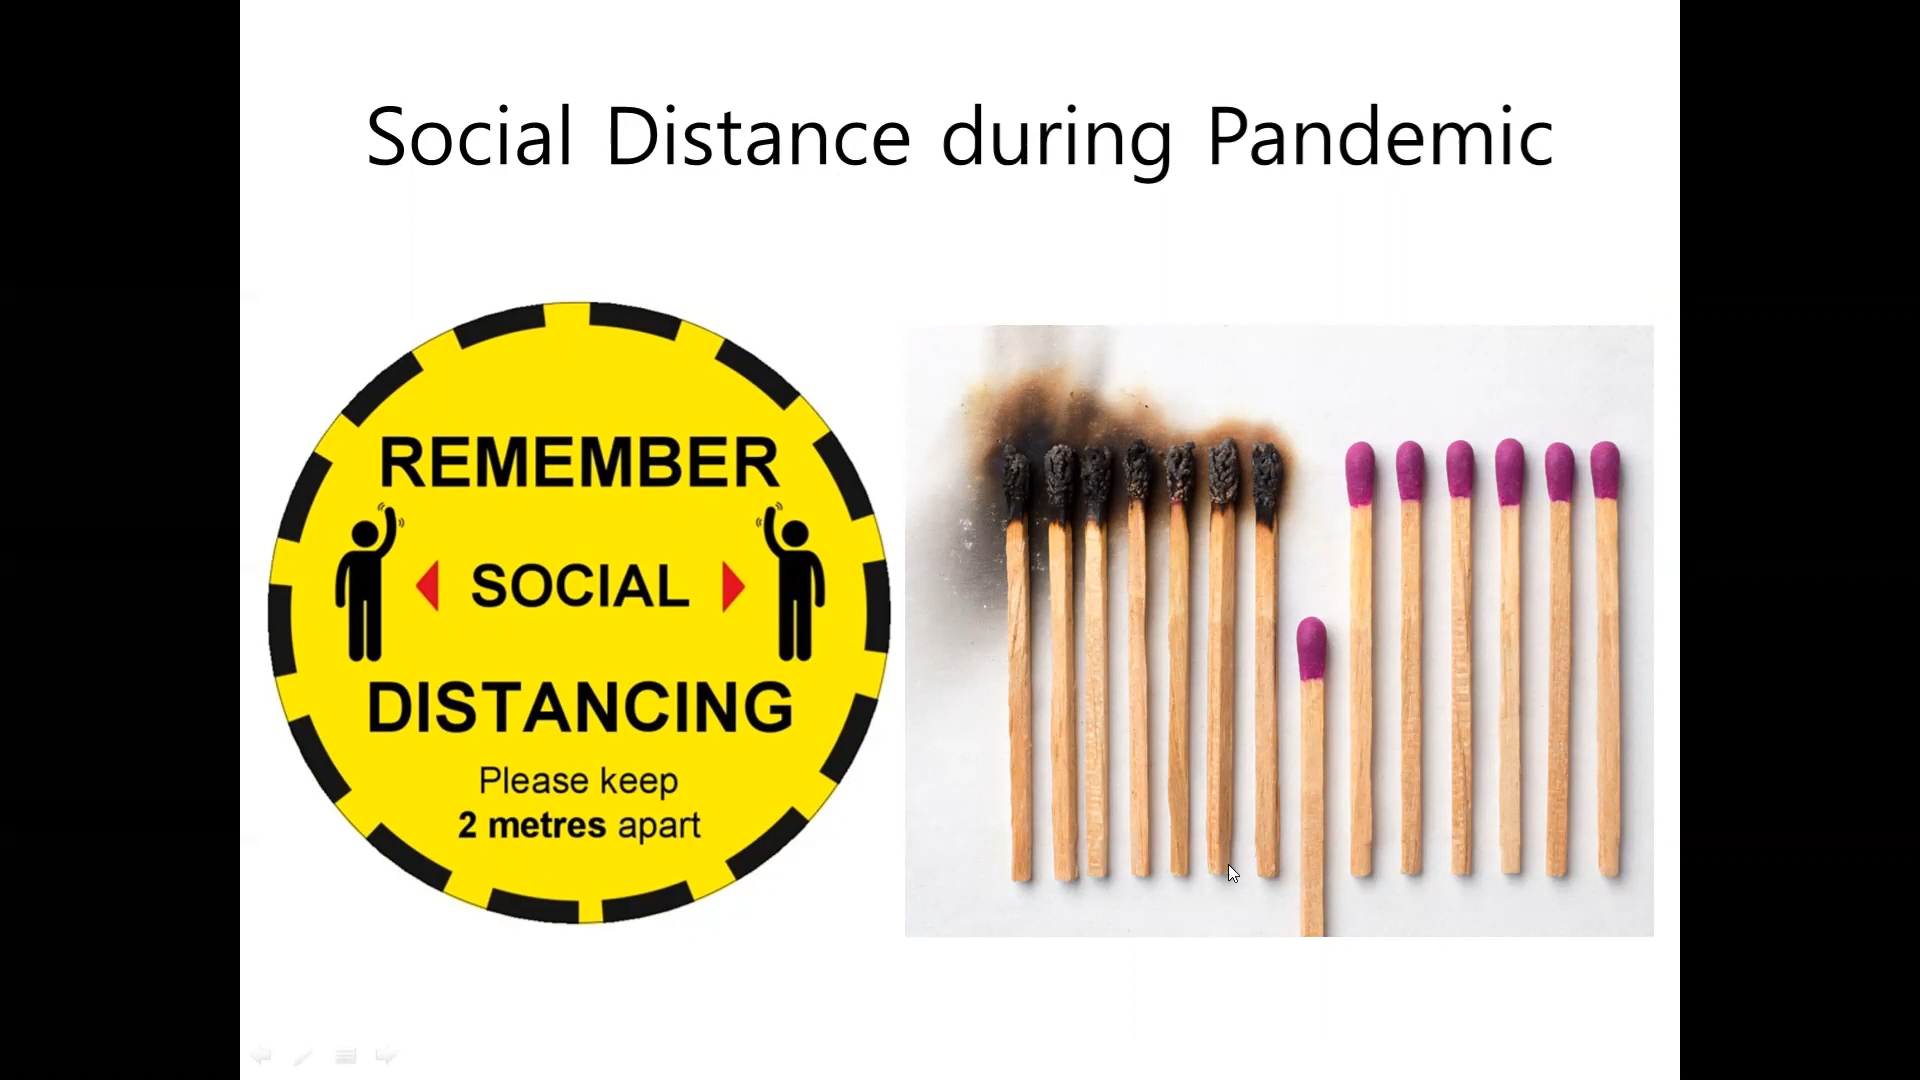 Social Distance during Pandemic
REMEMBER
SOCIAL
DISTANCING
Please keep
2 metres apart